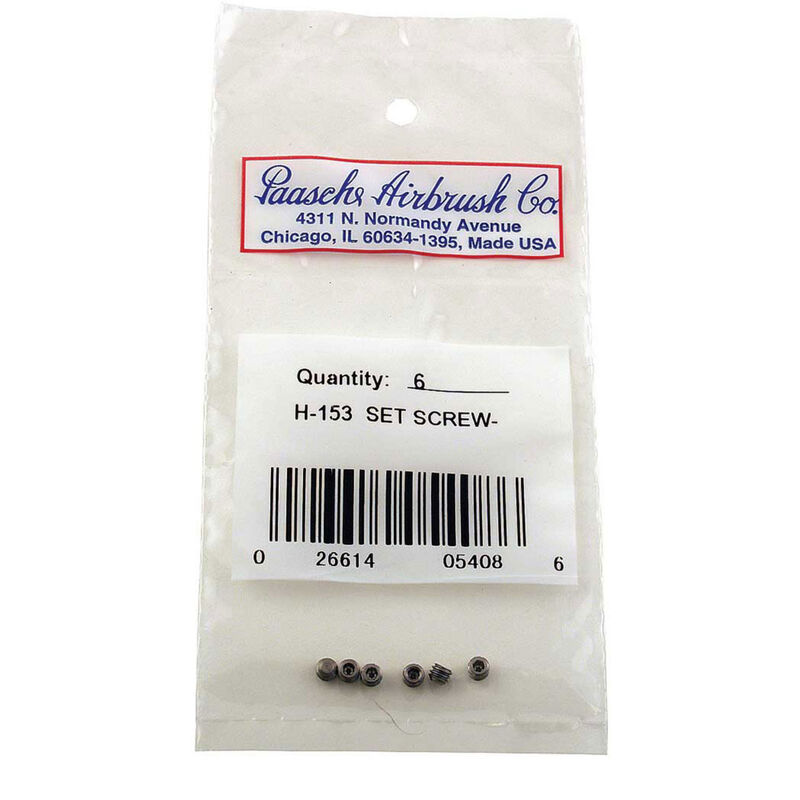 Paasche Airbrush Co.
4311 N. Normandy Avenue
Chicago, IL 60634-1395, Made USA
Quantity: 6
H-153 SET SCREW-
0 26614 05408 6